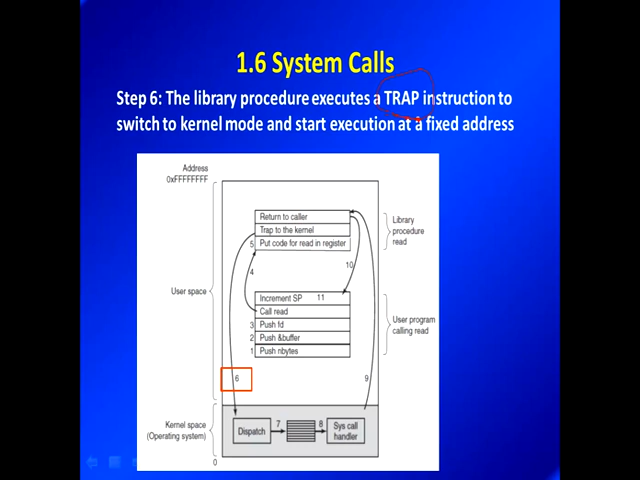 1.6 System Calls
Step 6: The library procedure executes a TRAP instruction to
switch to kernel mode and start execution at a fixed address
Address
0xFFFFFFFF
Return to caller
Trap to the kernel
5 Put code for read in register
Library
procedure
read
4
10
User space
Increment SP 11
Call read
3 Push fd
2 Push &buffer
1 Push nbytes
User program
calling read
6
9
Kernel space
(Operating system)
Dispatch
7
8
Sys call
handler
0